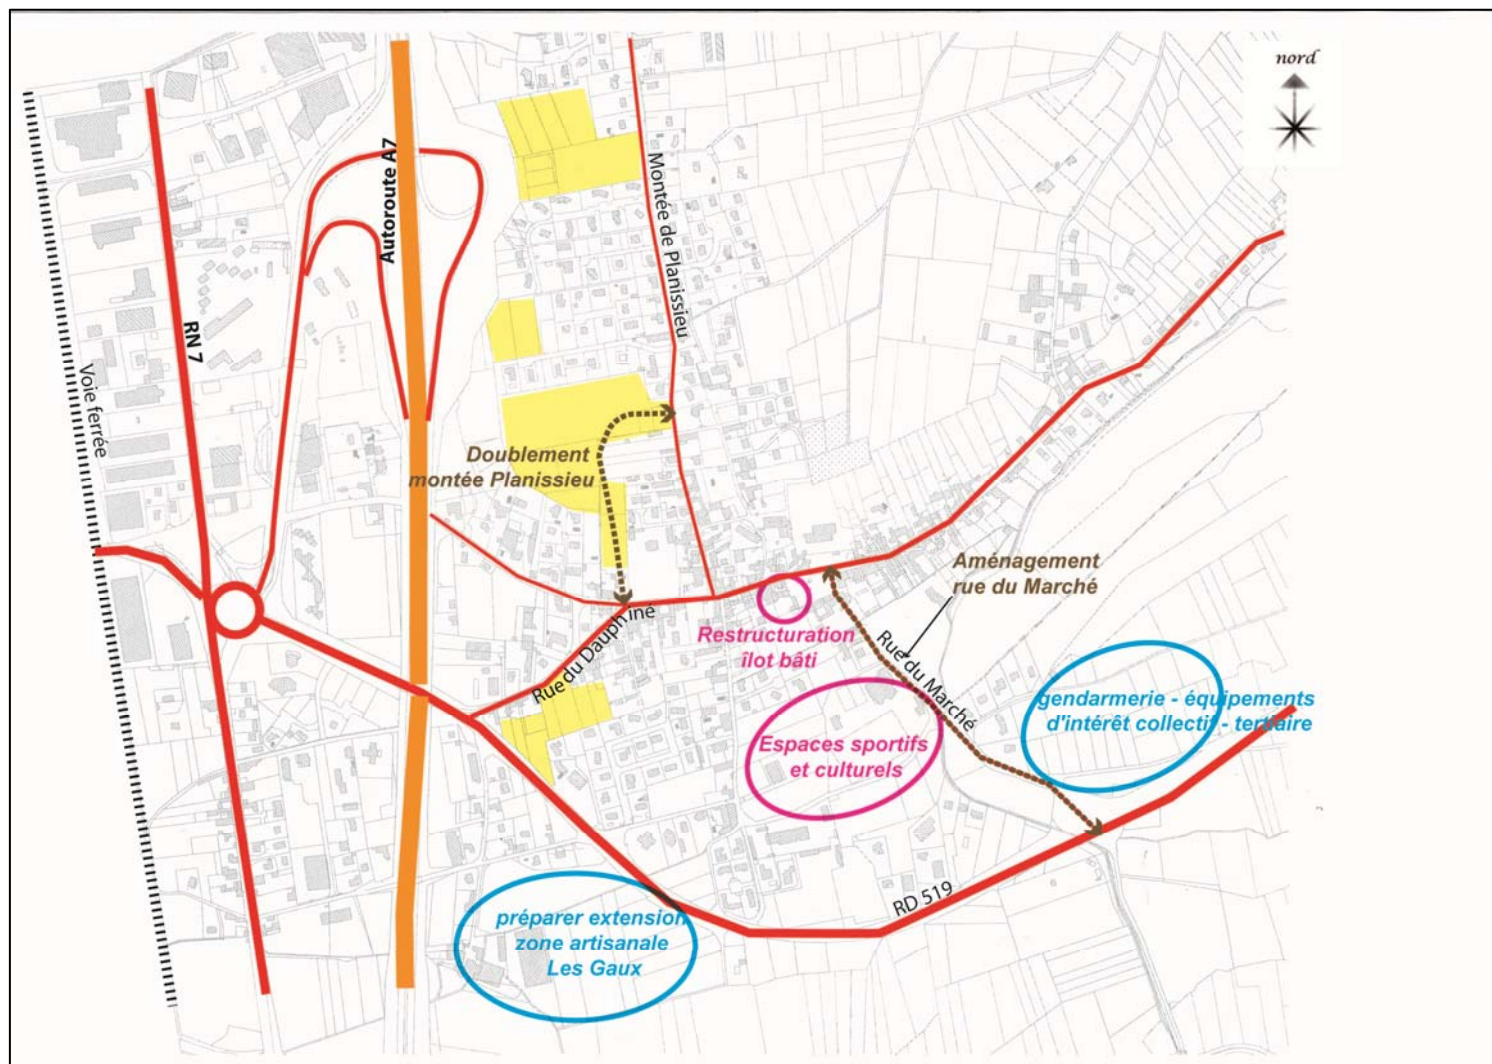 nord
Autoroute A7
Montée de Planissieu
RN 7
Voie ferrée
Doublement
montée Planissieu
Aménagement
rue du Marché
Rue du Dauphiné
Restructuration
îlot bâti
Rue du Marché
gendarmerie - équipements
d'intérêt collectif - tertiaire
Espaces sportifs
et culturels
RD 519
préparer extension
zone artisanale
Les Gaux